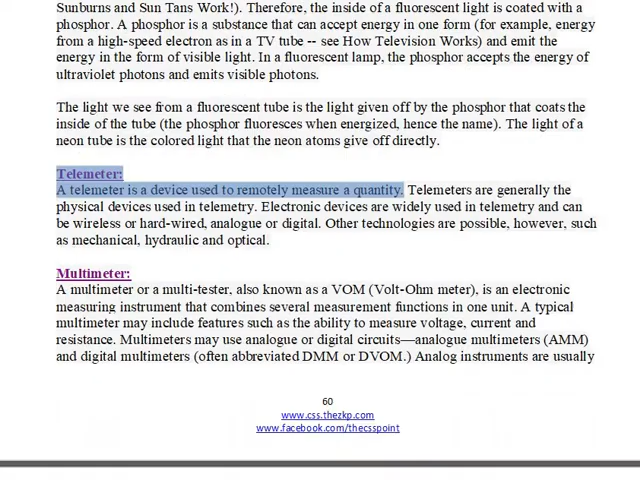 Sunburns and Sun Tans Work!). Therefore, the inside of a fluorescent light is coated with a
phosphor. A phosphor is a substance that can accept energy in one form (for example, energy
from a high-speed electron as in a TV tube -- see How Television Works) and emit the
energy in the form of visible light. In a fluorescent lamp, the phosphor accepts the energy of
ultraviolet photons and emits visible photons.
The light we see from a fluorescent tube is the light given off by the phosphor that coats the
inside of the tube (the phosphor fluoresces when energized, hence the name). The light of a
neon tube is the colored light that the neon atoms give off directly.
Telemeter:
A telemeter is a device used to remotely measure a quantity. Telemeters are generally the
physical devices used in telemetry. Electronic devices are widely used in telemetry and can
be wireless or hard-wired, analogue or digital. Other technologies are possible, however, such
as mechanical, hydraulic and optical.
Multimeter:
A multimeter or a multi-tester, also known as a VOM (Volt-Ohm meter), is an electronic
measuring instrument that combines several measurement functions in one unit. A typical
multimeter may include features such as the ability to measure voltage, current and
resistance. Multimeters may use analogue or digital circuits—analogue multimeters (AMM)
and digital multimeters (often abbreviated DMM or DVOM.) Analog instruments are usually
60
www.css.thezkp.com
www.facebook.com/thecsspoint